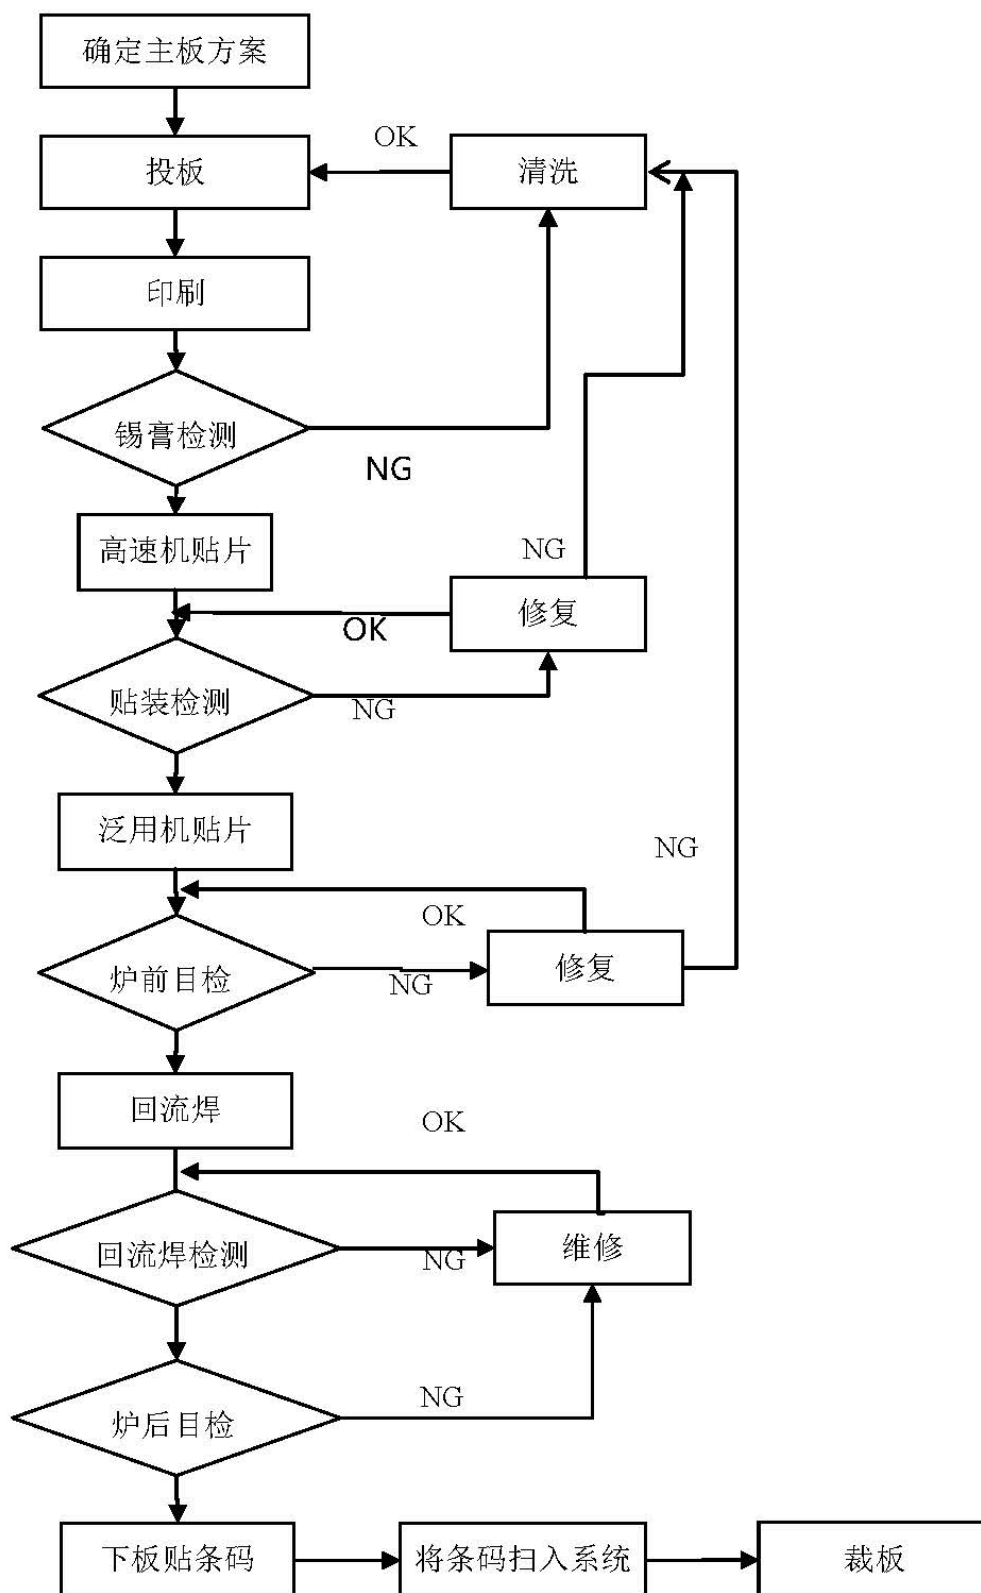 确定主板方案
OK
投板
清洗
印刷
锡膏检测
NG
高速机贴片
NG
修复
OK
贴装检测
NG
泛用机贴片
NG
OK
炉前目检
NG
修复
回流焊
OK
回流焊检测
NG
维修
炉后目检
NG
下板贴条码
将条码扫入系统
裁板